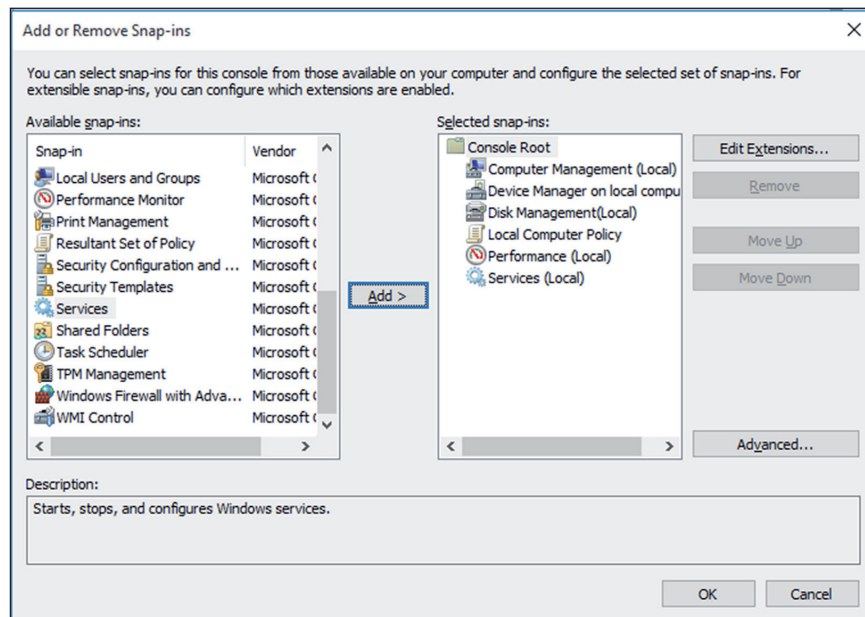 Add or Remove Snap-ins
You can select snap-ins for this console from those available on your computer and configure the selected set of snap-ins. For
extensible snap-ins, you can configure which extensions are enabled.
Available snap-ins:
Snap-in Vendor
Local Users and Groups Microsoft C
Performance Monitor Microsoft C
Print Management Microsoft C
Resultant Set of Policy Microsoft C
Security Configuration and ... Microsoft C
Security Templates Microsoft C
Services Microsoft C
Shared Folders Microsoft C
Task Scheduler Microsoft C
TPM Management Microsoft C
Windows Firewall with Adva... Microsoft C
WMI Control Microsoft C
Add >
Selected snap-ins:
Console Root
Computer Management (Local)
Device Manager on local compu
Disk Management(Local)
Local Computer Policy
Performance (Local)
Services (Local)
Edit Extensions...
Remove
Move Up
Move Down
Advanced...
Description:
Starts, stops, and configures Windows services.
OK
Cancel